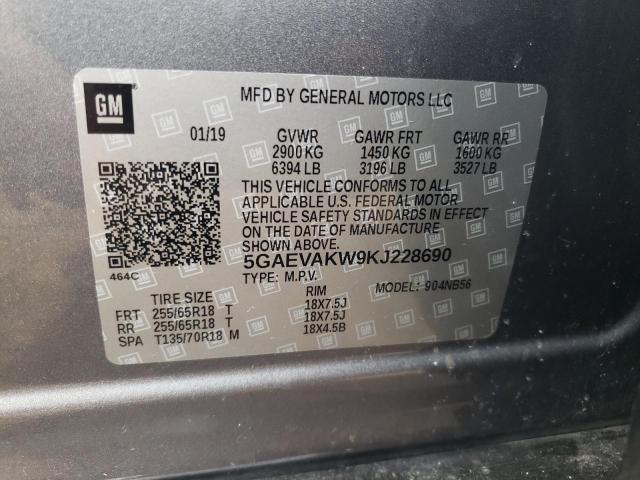 GM
MFD BY GENERAL MOTORS LLC
01/19 GVWR GAWR FRT GAWR RR
2900 KG 1450 KG 1600 KG
6394 LB 3196 LB 3527 LB
THIS VEHICLE CONFORMS TO ALL
APPLICABLE U.S. FEDERAL MOTOR
VEHICLE SAFETY STANDARDS IN EFFECT
ON THE DATE OF MANUFACTURE
SHOWN ABOVE.
464C
5GAEVAKW9KJ228690
TYPE: M.P.V. MODEL: 904NB56
TIRE SIZE RIM
FRT 255/65R18 T 18X7.5J
RR 255/65R18 T 18X7.5J
SPA T135/70R18 M 18X4.5B